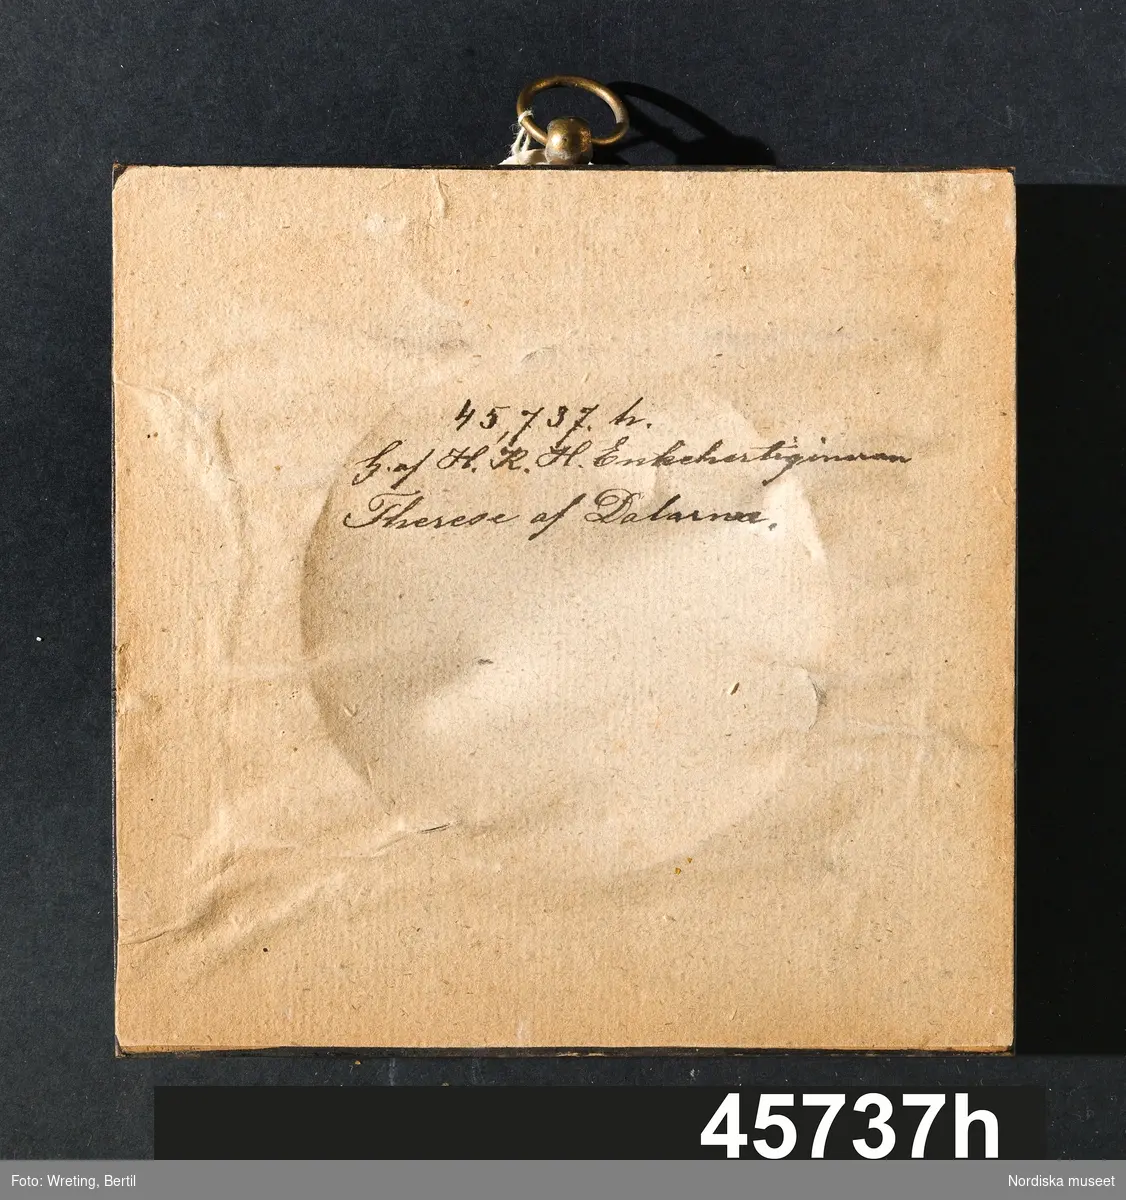 45,737. h.
G. af H. K. H. Enkehertiginnan
Therese af Dalarna.
45737h
Foto: Wreting, Bertil
Nordiska museet